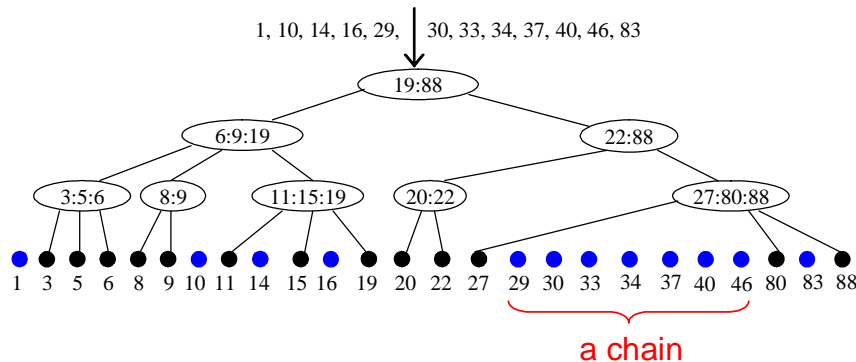 1, 10, 14, 16, 29, 30, 33, 34, 37, 40, 46, 83
19:88
6:9:19 22:88
3:5:6 8:9 11:15:19 20:22 27:80:88
1 3 5 6 8 9 10 11 14 15 16 19 20 22 27 29 30 33 34 37 40 46 80 83 88
a chain